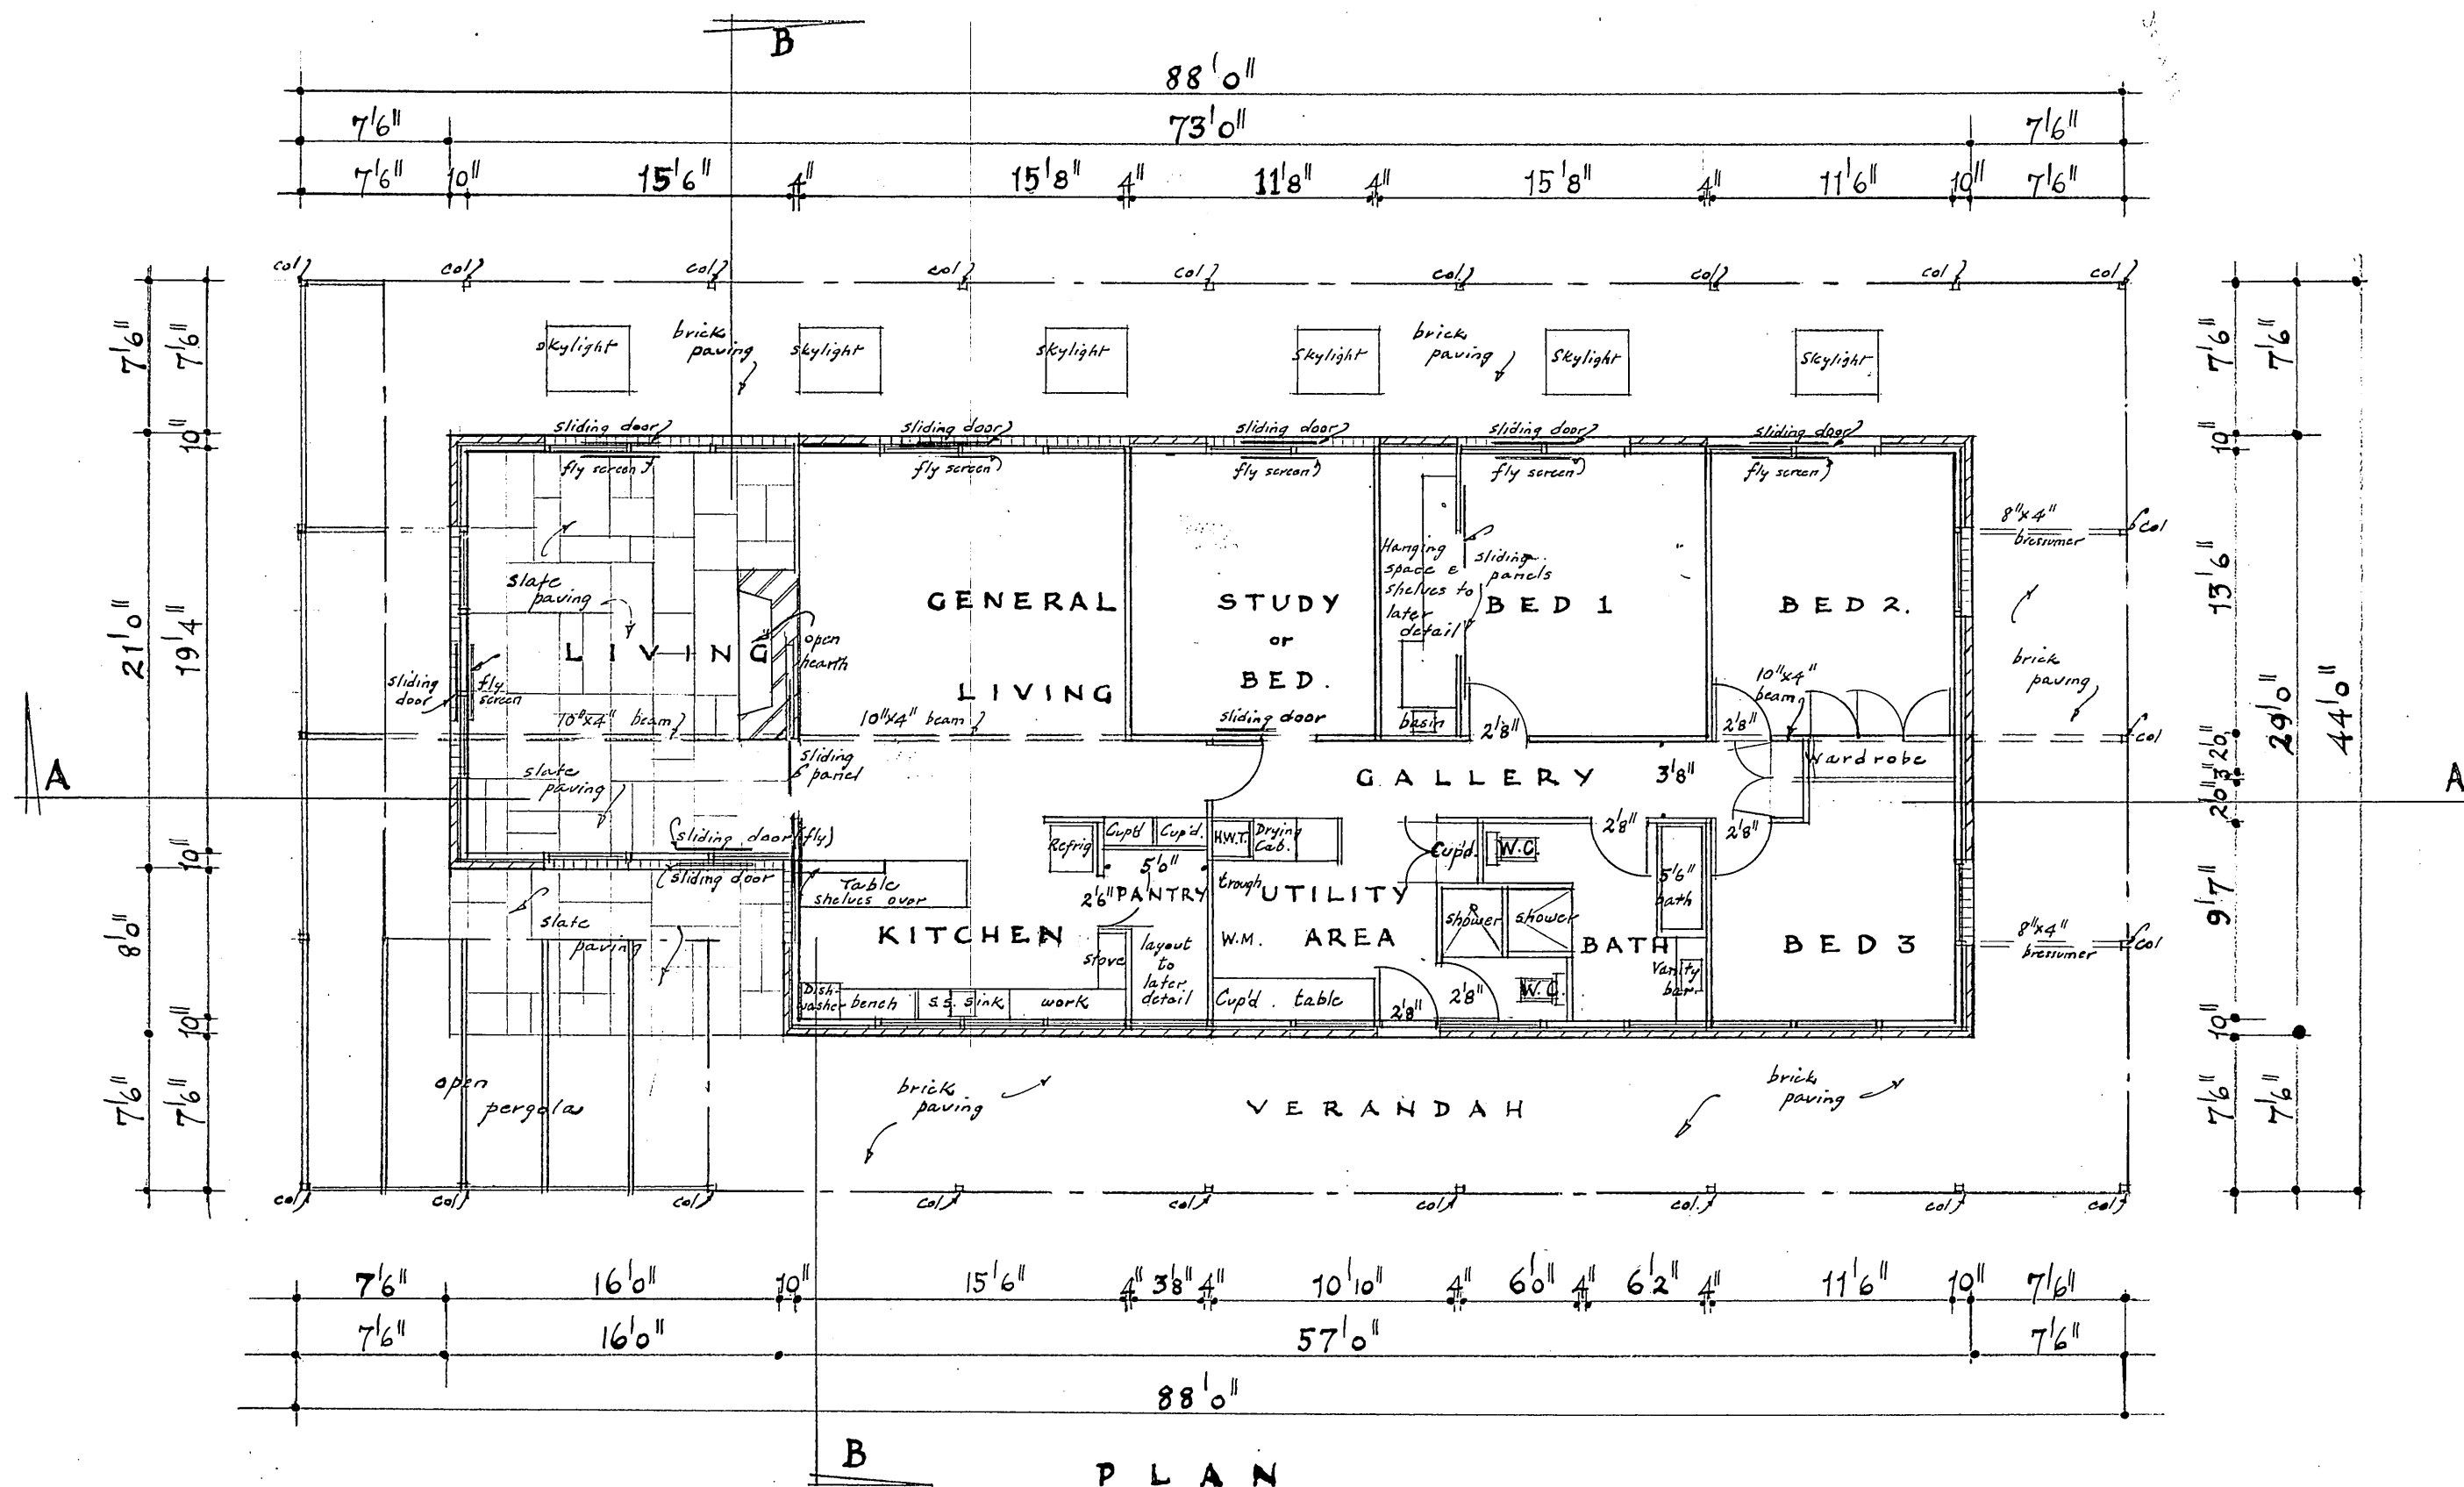 B
88'0"
7'6" 73'0" 7'6"
7'6" 10" 15'6" 4" 15'8" 4" 11'8" 4" 15'8" 4" 11'6" 10" 7'6"
col col col col col col. col col col
7'6" 7'6"
10"
21'0" 19'4"
10"
8'0"
10"
7'6" 7'6"
skylight
brick
paving
skylight
skylight
skylight
brick
paving
skylight
skylight
sliding door
sliding door
sliding door
sliding door
sliding door
fly screen
fly screen
fly screen
fly screen
fly screen
slate
paving
LIVING
open
hearth
sliding
door
fly
screen
10"x4" beam
GENERAL
LIVING
10"x4" beam
STUDY
or
BED.
sliding door
Hanging
space &
shelves to
later
detail
sliding
panels
basin
BED 1
2'8"
BED 2.
10"x4"
beam
2'8"
8"x4"
bressumer
col
brick
paving
col
7'6" 7'6"
10"
13'6"
2'0"
3"
2'0"
29'0"
44'0"
9'7"
10"
7'6" 7'6"
A
slate
paving
sliding
panel
GALLERY 3'8"
Wardrobe
A
sliding door (fly)
sliding door
Table
shelves over
Refrig
Cup'd
Cup'd.
5'0"
2'6" PANTRY
H.W.T.
Drying
Cab.
trough
UTILITY
AREA
W.M.
Cup'd.
W.C.
2'8"
2'8"
5'6"
bath
shower
shower
BATH
Vanity
bar.
W.C.
2'8"
2'8"
BED 3
8"x4"
bressumer
col
slate
paving
KITCHEN
stove
layout
to
later
detail
Dish-
washer
bench
S.S. sink
work
Cup'd. table
open
pergola
brick
paving
VERANDAH
brick
paving
col col col col col col. col. col col
7'6" 16'0" 10" 15'6" 4" 3'8" 4" 10'10" 4" 6'0" 4" 6'2" 4" 11'6" 10" 7'6"
7'6" 16'0" 57'0" 7'6"
88'0"
B
PLAN